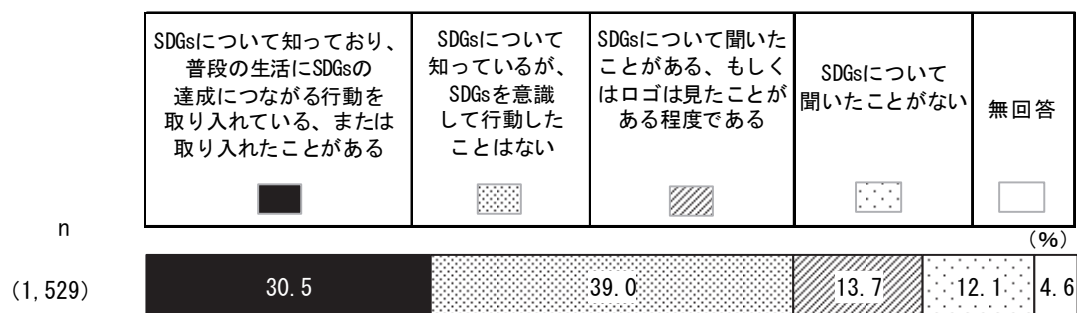 SDGsについて知っており、
普段の生活にSDGsの
達成につながる行動を
取り入れている、または
取り入れたことがある
SDGsについて
知っているが、
SDGsを意識
して行動した
ことはない
SDGsについて聞いた
ことがある、もしく
はロゴは見たことが
ある程度である
SDGsについて
聞いたことがない
無回答
n
(%)
(1,529)
30.5
39.0
13.7
12.1
4.6